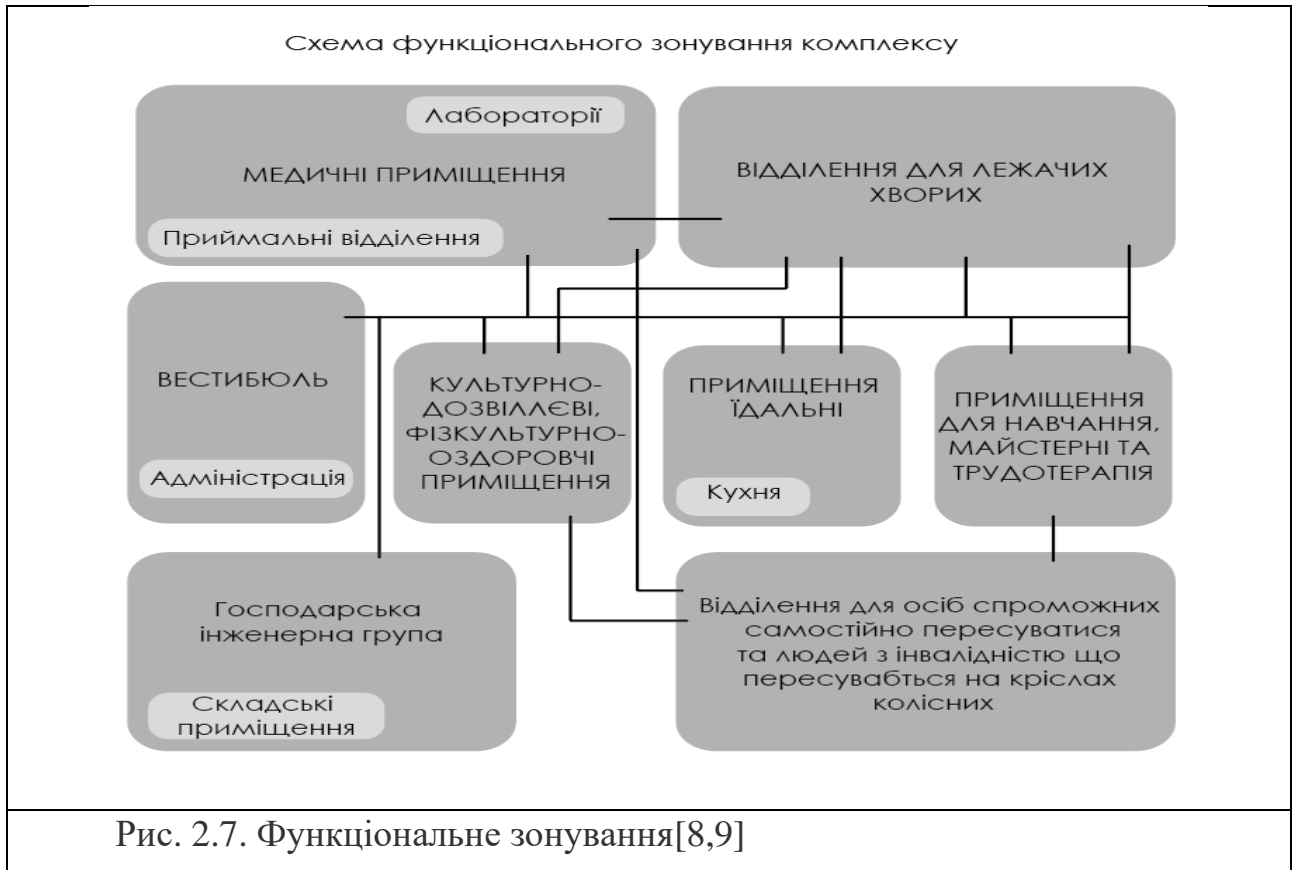 Схема функціонального зонування комплексу
Лабораторії
МЕДИЧНІ ПРИМІЩЕННЯ
Приймальні відділення
ВІДДІЛЕННЯ ДЛЯ ЛЕЖАЧИХ
ХВОРИХ
ВЕСТИБЮЛЬ
Адміністрація
КУЛЬТУРНО-
ДОЗВІЛЛЄВІ,
ФІЗКУЛЬТУРНО-
ОЗДОРОВЧІ
ПРИМІЩЕННЯ
ПРИМІЩЕННЯ
ЇДАЛЬНІ
Кухня
ПРИМІЩЕННЯ
ДЛЯ НАВЧАННЯ,
МАЙСТЕРНІ ТА
ТРУДОТЕРАПІЯ
Господарська
інженерна група
Складські
приміщення
Відділення для осіб спроможних
самостійно пересуватися
та людей з інвалідністю що
пересувабться на кріслах
колісних
Рис. 2.7. Функціональне зонування[8,9]